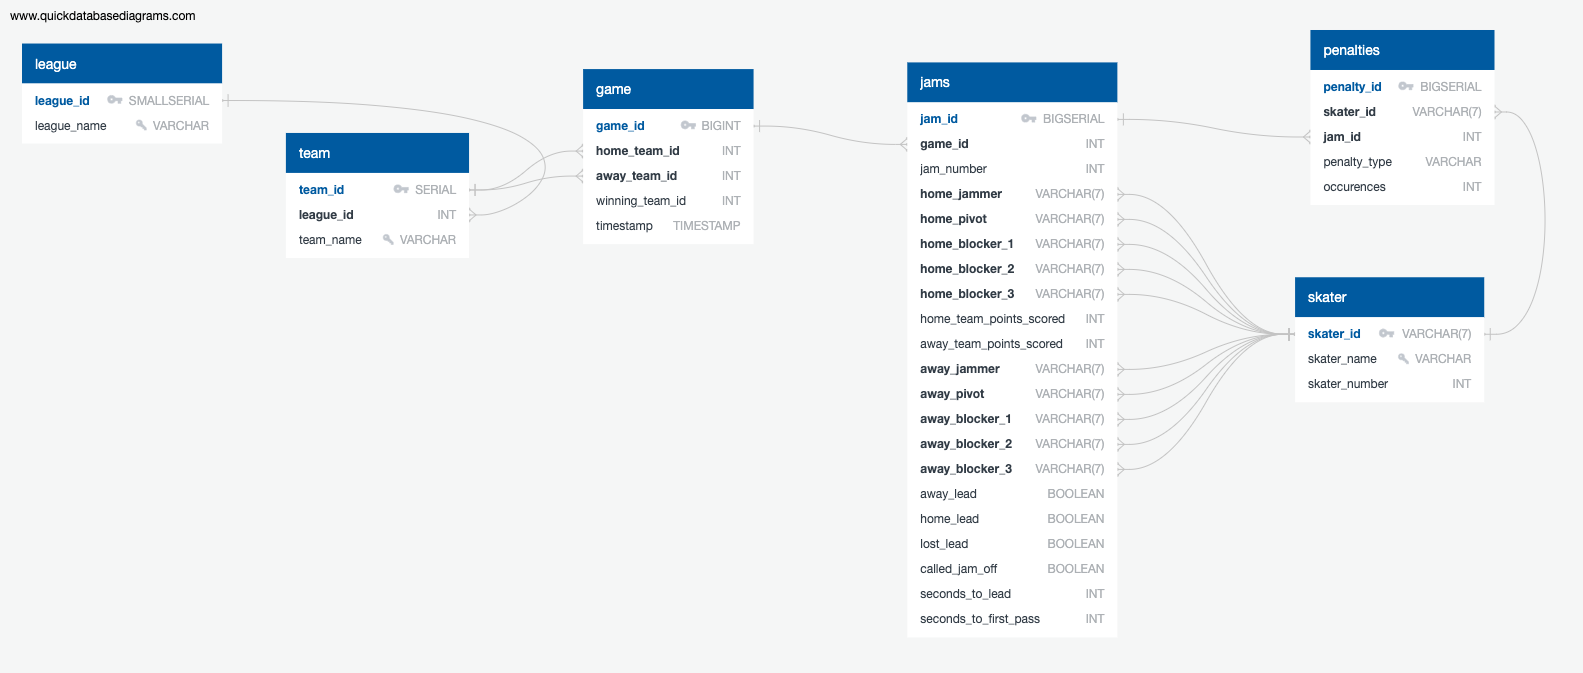 www.quickdatabasediagrams.com
league
league_id SMALLSERIAL
league_name VARCHAR
team
team_id SERIAL
league_id INT
team_name VARCHAR
game
game_id BIGINT
home_team_id INT
away_team_id INT
winning_team_id INT
timestamp TIMESTAMP
jams
jam_id BIGSERIAL
game_id INT
jam_number INT
home_jammer VARCHAR(7)
home_pivot VARCHAR(7)
home_blocker_1 VARCHAR(7)
home_blocker_2 VARCHAR(7)
home_blocker_3 VARCHAR(7)
home_team_points_scored INT
away_team_points_scored INT
away_jammer VARCHAR(7)
away_pivot VARCHAR(7)
away_blocker_1 VARCHAR(7)
away_blocker_2 VARCHAR(7)
away_blocker_3 VARCHAR(7)
away_lead BOOLEAN
home_lead BOOLEAN
lost_lead BOOLEAN
called_jam_off BOOLEAN
seconds_to_lead INT
seconds_to_first_pass INT
penalties
penalty_id BIGSERIAL
skater_id VARCHAR(7)
jam_id INT
penalty_type VARCHAR
occurences INT
skater
skater_id VARCHAR(7)
skater_name VARCHAR
skater_number INT